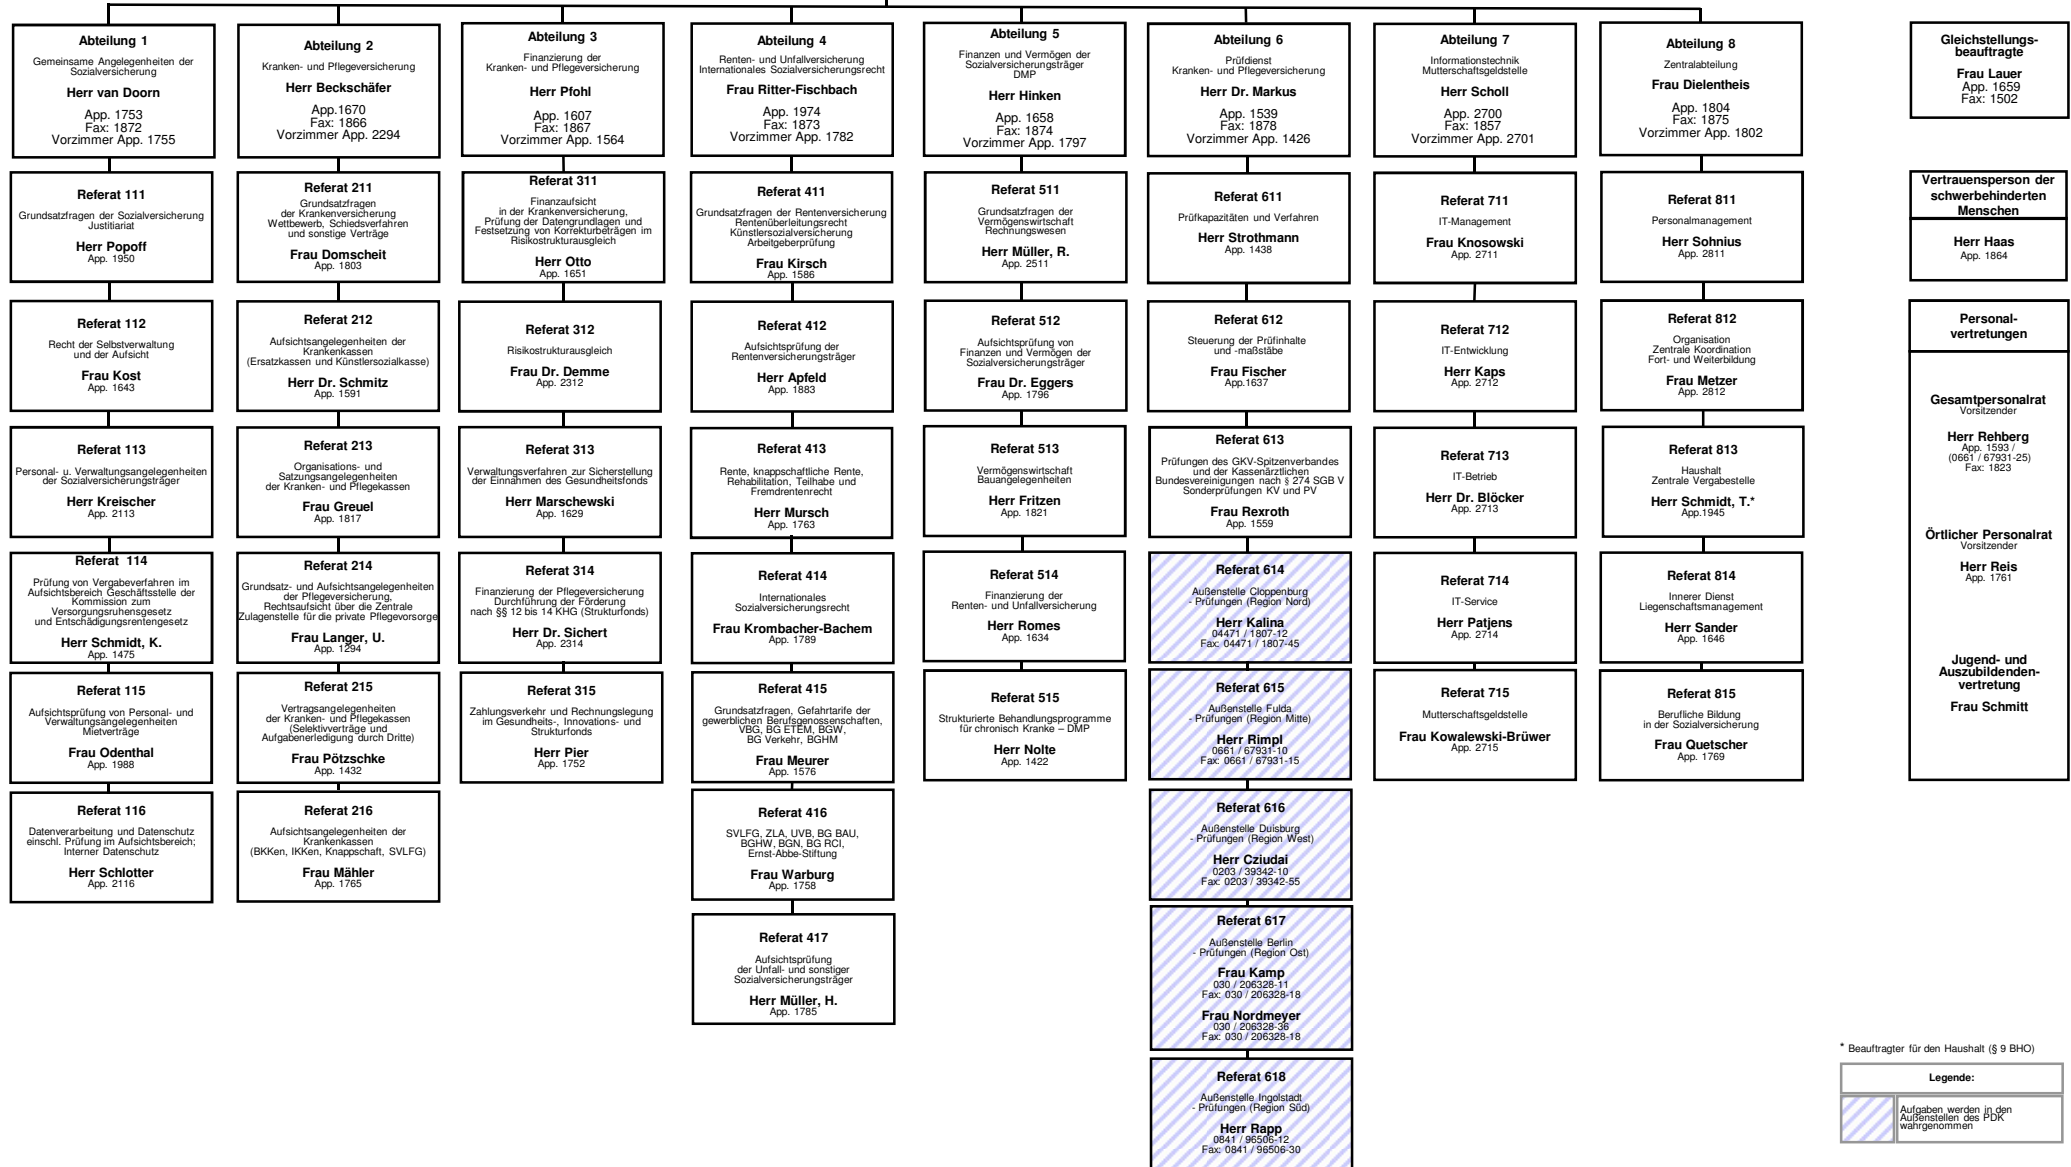 Abteilung 1
Gemeinsame Angelegenheiten der
Sozialversicherung
Herr van Doorn
App. 1753
Fax: 1872
Vorzimmer App. 1755
Referat 111
Grundsatzfragen der Sozialversicherung
Justitiariat
Herr Popoff
App. 1950
Referat 112
Recht der Selbstverwaltung
und der Aufsicht
Frau Kost
App. 1643
Referat 113
Personal- u. Verwaltungsangelegenheiten
der Sozialversicherungsträger
Herr Kreischer
App. 2113
Referat 114
Prüfung von Vergabeverfahren im
Aufsichtsbereich Geschäftsstelle der
Kommission zum
Versorgungsruhensgesetz
und Entschädigungsrentengesetz
Herr Schmidt, K.
App. 1475
Referat 115
Aufsichtsprüfung von Personal- und
Verwaltungsangelegenheiten
Mietverträge
Frau Odenthal
App. 1988
Referat 116
Datenverarbeitung und Datenschutz
einschl. Prüfung im Aufsichtsbereich;
Interner Datenschutz
Herr Schlotter
App. 2116
Abteilung 2
Kranken- und Pflegeversicherung
Herr Beckschäfer
App.1670
Fax: 1866
Vorzimmer App. 2294
Referat 211
Grundsatzfragen
der Krankenversicherung
Wettbewerb, Schiedsverfahren
und sonstige Verträge
Frau Domscheit
App. 1803
Referat 212
Aufsichtsangelegenheiten der
Krankenkassen
(Ersatzkassen und Künstlersozialkasse)
Herr Dr. Schmitz
App. 1591
Referat 213
Organisations- und
Satzungsangelegenheiten
der Kranken- und Pflegekassen
Frau Greuel
App. 1817
Referat 214
Grundsatz- und Aufsichtsangelegenheiten
der Pflegeversicherung,
Rechtsaufsicht über die Zentrale
Zulagenstelle für die private Pflegevorsorge
Frau Langer, U.
App. 1294
Referat 215
Vertragsangelegenheiten
der Kranken- und Pflegekassen
(Selektivverträge und
Aufgabenerledigung durch Dritte)
Frau Pötzschke
App. 1432
Referat 216
Aufsichtsangelegenheiten der
Krankenkassen
(BKKen, IKKen, Knappschaft, SVLFG)
Frau Mähler
App. 1765
Abteilung 3
Finanzierung der
Kranken- und Pflegeversicherung
Herr Pfohl
App. 1607
Fax: 1867
Vorzimmer App. 1564
Referat 311
Finanzaufsicht
in der Krankenversicherung,
Prüfung der Datengrundlagen und
Festsetzung von Korrekturbeträgen im
Risikostrukturausgleich
Herr Otto
App. 1651
Referat 312
Risikostrukturausgleich
Frau Dr. Demme
App. 2312
Referat 313
Verwaltungsverfahren zur Sicherstellung
der Einnahmen des Gesundheitsfonds
Herr Marschewski
App. 1629
Referat 314
Finanzierung der Pflegeversicherung
Durchführung der Förderung
nach §§ 12 bis 14 KHG (Strukturfonds)
Herr Dr. Sichert
App. 2314
Referat 315
Zahlungsverkehr und Rechnungslegung
im Gesundheits-, Innovations- und
Strukturfonds
Herr Pier
App. 1752
Abteilung 4
Renten- und Unfallversicherung
Internationales Sozialversicherungsrecht
Frau Ritter-Fischbach
App. 1974
Fax: 1873
Vorzimmer App. 1782
Referat 411
Grundsatzfragen der Rentenversicherung
Rentenüberleitungsrecht
Künstlersozialversicherung
Arbeitgeberprüfung
Frau Kirsch
App. 1586
Referat 412
Aufsichtsprüfung der
Rentenversicherungsträger
Herr Apfeld
App. 1883
Referat 413
Rente, knappschaftliche Rente,
Rehabilitation, Teilhabe und
Fremdrentenrecht
Herr Mursch
App. 1763
Referat 414
Internationales
Sozialversicherungsrecht
Frau Krombacher-Bachem
App. 1789
Referat 415
Grundsatzfragen, Gefahrtarife der
gewerblichen Berufsgenossenschaften,
VBG, BG ETEM, BGW,
BG Verkehr, BGHM
Frau Meurer
App. 1576
Referat 416
SVLFG, ZLA, UVB, BG BAU,
BGHW, BGN, BG RCI,
Ernst-Abbe-Stiftung
Frau Warburg
App. 1758
Referat 417
Aufsichtsprüfung
der Unfall- und sonstiger
Sozialversicherungsträger
Herr Müller, H.
App. 1785
Abteilung 5
Finanzen und Vermögen der
Sozialversicherungsträger
DMP
Herr Hinken
App. 1658
Fax: 1874
Vorzimmer App. 1797
Referat 511
Grundsatzfragen der
Vermögenswirtschaft
Rechnungswesen
Herr Müller, R.
App. 2511
Referat 512
Aufsichtsprüfung von
Finanzen und Vermögen der
Sozialversicherungsträger
Frau Dr. Eggers
App. 1796
Referat 513
Vermögenswirtschaft
Bauangelegenheiten
Herr Fritzen
App. 1821
Referat 514
Finanzierung der
Renten- und Unfallversicherung
Herr Romes
App. 1634
Referat 515
Strukturierte Behandlungsprogramme
für chronisch Kranke – DMP
Herr Nolte
App. 1422
Abteilung 6
Prüfdienst
Kranken- und Pflegeversicherung
Herr Dr. Markus
App. 1539
Fax: 1878
Vorzimmer App. 1426
Referat 611
Prüfkapazitäten und Verfahren
Herr Strothmann
App. 1438
Referat 612
Steuerung der Prüfinhalte
und -maßstäbe
Frau Fischer
App.1637
Referat 613
Prüfungen des GKV-Spitzenverbandes
und der Kassenärztlichen
Bundesvereinigungen nach § 274 SGB V
Sonderprüfungen KV und PV
Frau Rexroth
App. 1559
Referat 614
Außenstelle Cloppenburg
- Prüfungen (Region Nord)
Herr Kalina
04471 / 1807-12
Fax: 04471 / 1807-45
Referat 615
Außenstelle Fulda
- Prüfungen (Region Mitte)
Herr Rimpl
0661 / 67931-10
Fax: 0661 / 67931-15
Referat 616
Außenstelle Duisburg
- Prüfungen (Region West)
Herr Cziudai
0203 / 39342-10
Fax: 0203 / 39342-55
Referat 617
Außenstelle Berlin
- Prüfungen (Region Ost)
Frau Kamp
030 / 206328-11
Fax: 030 / 206328-18
Frau Nordmeyer
030 / 206328-36
Fax: 030 / 206328-18
Referat 618
Außenstelle Ingolstadt
- Prüfungen (Region Süd)
Herr Rapp
0841 / 96506-12
Fax: 0841 / 96506-30
Abteilung 7
Informationstechnik
Mutterschaftsgeldstelle
Herr Scholl
App. 2700
Fax: 1857
Vorzimmer App. 2701
Referat 711
IT-Management
Frau Knosowski
App. 2711
Referat 712
IT-Entwicklung
Herr Kaps
App. 2712
Referat 713
IT-Betrieb
Herr Dr. Blöcker
App. 2713
Referat 714
IT-Service
Herr Patjens
App. 2714
Referat 715
Mutterschaftsgeldstelle
Frau Kowalewski-Brüwer
App. 2715
Abteilung 8
Zentralabteilung
Frau Dielentheis
App. 1804
Fax: 1875
Vorzimmer App. 1802
Referat 811
Personalmanagement
Herr Sohnius
App. 2811
Referat 812
Organisation
Zentrale Koordination
Fort- und Weiterbildung
Frau Metzer
App. 2812
Referat 813
Haushalt
Zentrale Vergabestelle
Herr Schmidt, T.*
App.1945
Referat 814
Innerer Dienst
Liegenschaftsmanagement
Herr Sander
App. 1646
Referat 815
Berufliche Bildung
in der Sozialversicherung
Frau Quetscher
App. 1769
Gleichstellungs-
beauftragte
Frau Lauer
App. 1659
Fax: 1502
Vertrauensperson der
schwerbehinderten
Menschen
Herr Haas
App. 1864
Personal-
vertretungen
Gesamtpersonalrat
Vorsitzender
Herr Rehberg
App. 1593 /
(0661 / 67931-25)
Fax: 1823
Örtlicher Personalrat
Vorsitzender
Herr Reis
App. 1761
Jugend- und
Auszubildenden-
vertretung
Frau Schmitt
* Beauftragter für den Haushalt (§ 9 BHO)
Legende:
Aufgaben werden in den
Außenstellen des PDK
wahrgenommen